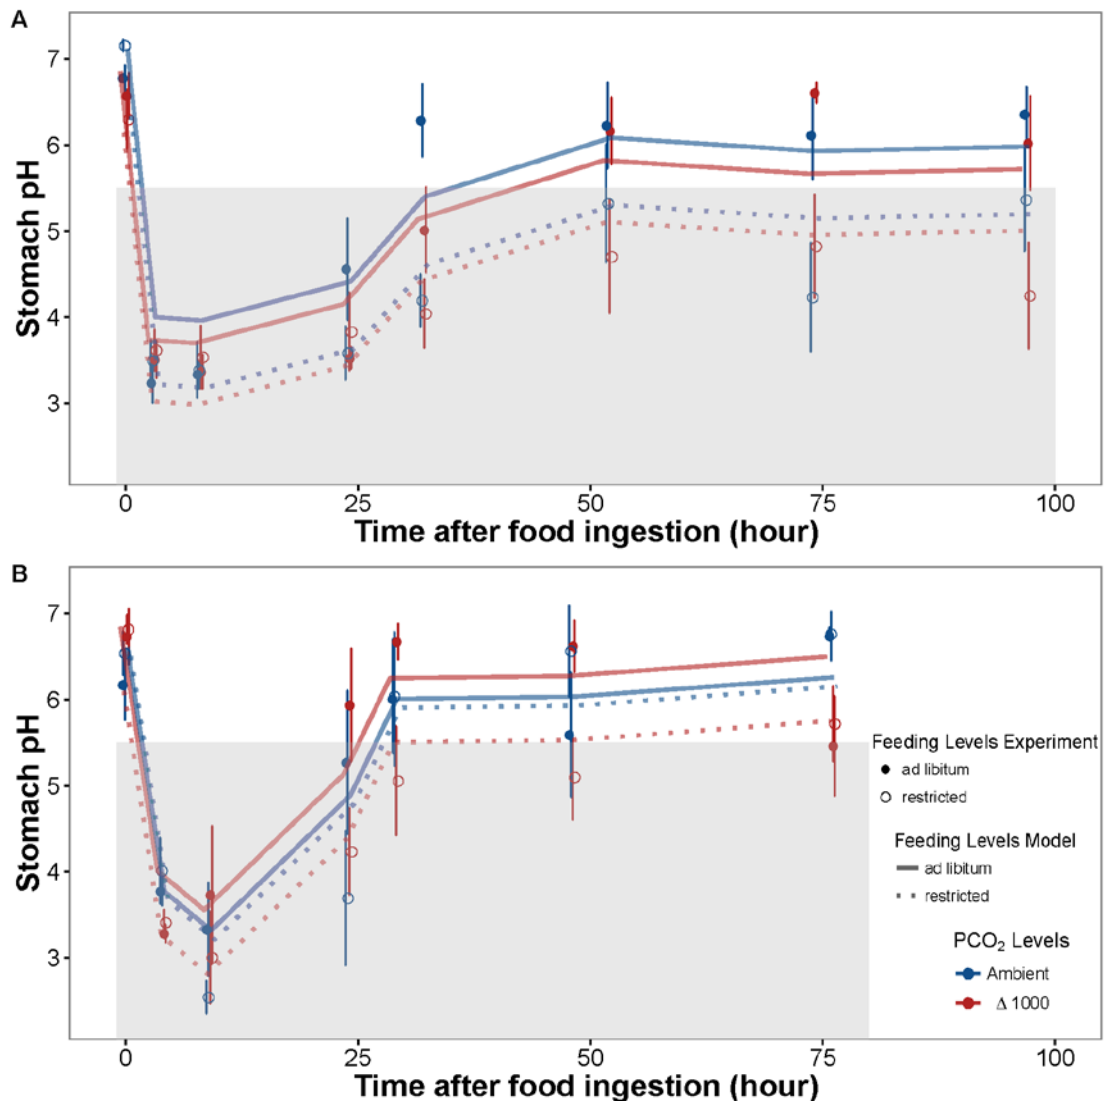 A
7
6
5
4
3
Stomach pH
0 25 50 75 100
Time after food ingestion (hour)
B
7
6
5
4
3
Stomach pH
Feeding Levels Experiment
ad libitum
restricted
Feeding Levels Model
ad libitum
restricted
PCO₂ Levels
Ambient
Δ 1000
0 25 50 75 100
Time after food ingestion (hour)